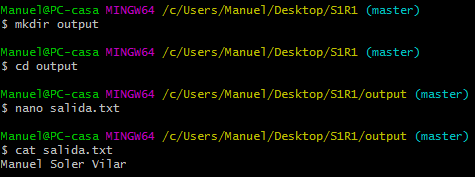 Manuel@PC-casa MINGW64 /c/Users/Manuel/Desktop/S1R1 (master)
$ mkdir output
Manuel@PC-casa MINGW64 /c/Users/Manuel/Desktop/S1R1 (master)
$ cd output
Manuel@PC-casa MINGW64 /c/Users/Manuel/Desktop/S1R1/output (master)
$ nano salida.txt
Manuel@PC-casa MINGW64 /c/Users/Manuel/Desktop/S1R1/output (master)
$ cat salida.txt
Manuel Soler Vilar